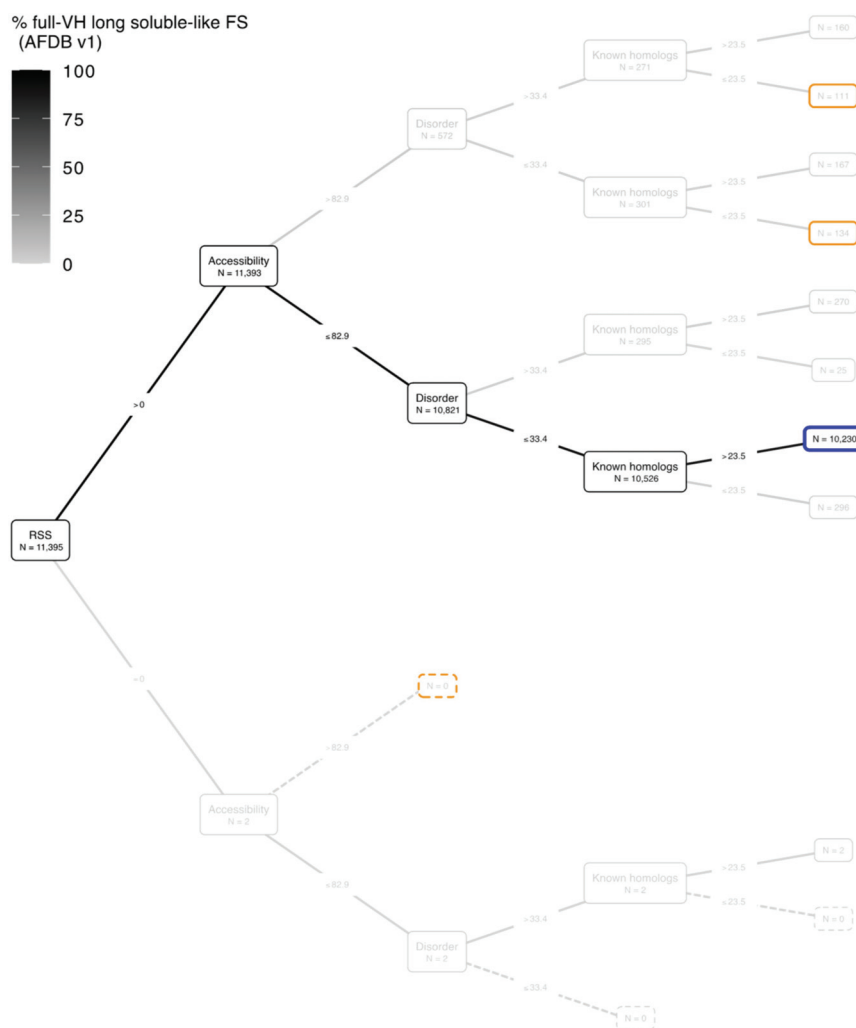 % full-VH long soluble-like FS
(AFDB v1)
100
75
50
25
0
RSS
N = 11,395
>0
=0
Accessibility
N = 11,393
>82.9
≤82.9
Disorder
N = 572
>33.4
≤33.4
Known homologs
N = 271
>23.5
≤23.5
N = 160
N = 111
Known homologs
N = 301
>23.5
≤23.5
N = 167
N = 134
Disorder
N = 10,821
>33.4
≤33.4
Known homologs
N = 295
>23.5
≤23.5
N = 270
N = 25
Known homologs
N = 10,526
>23.5
≤23.5
N = 10,230
N = 296
Accessibility
N = 2
>82.9
≤82.9
N = 0
Disorder
N = 2
>33.4
≤33.4
Known homologs
N = 2
>23.5
≤23.5
N = 2
N = 0
N = 0